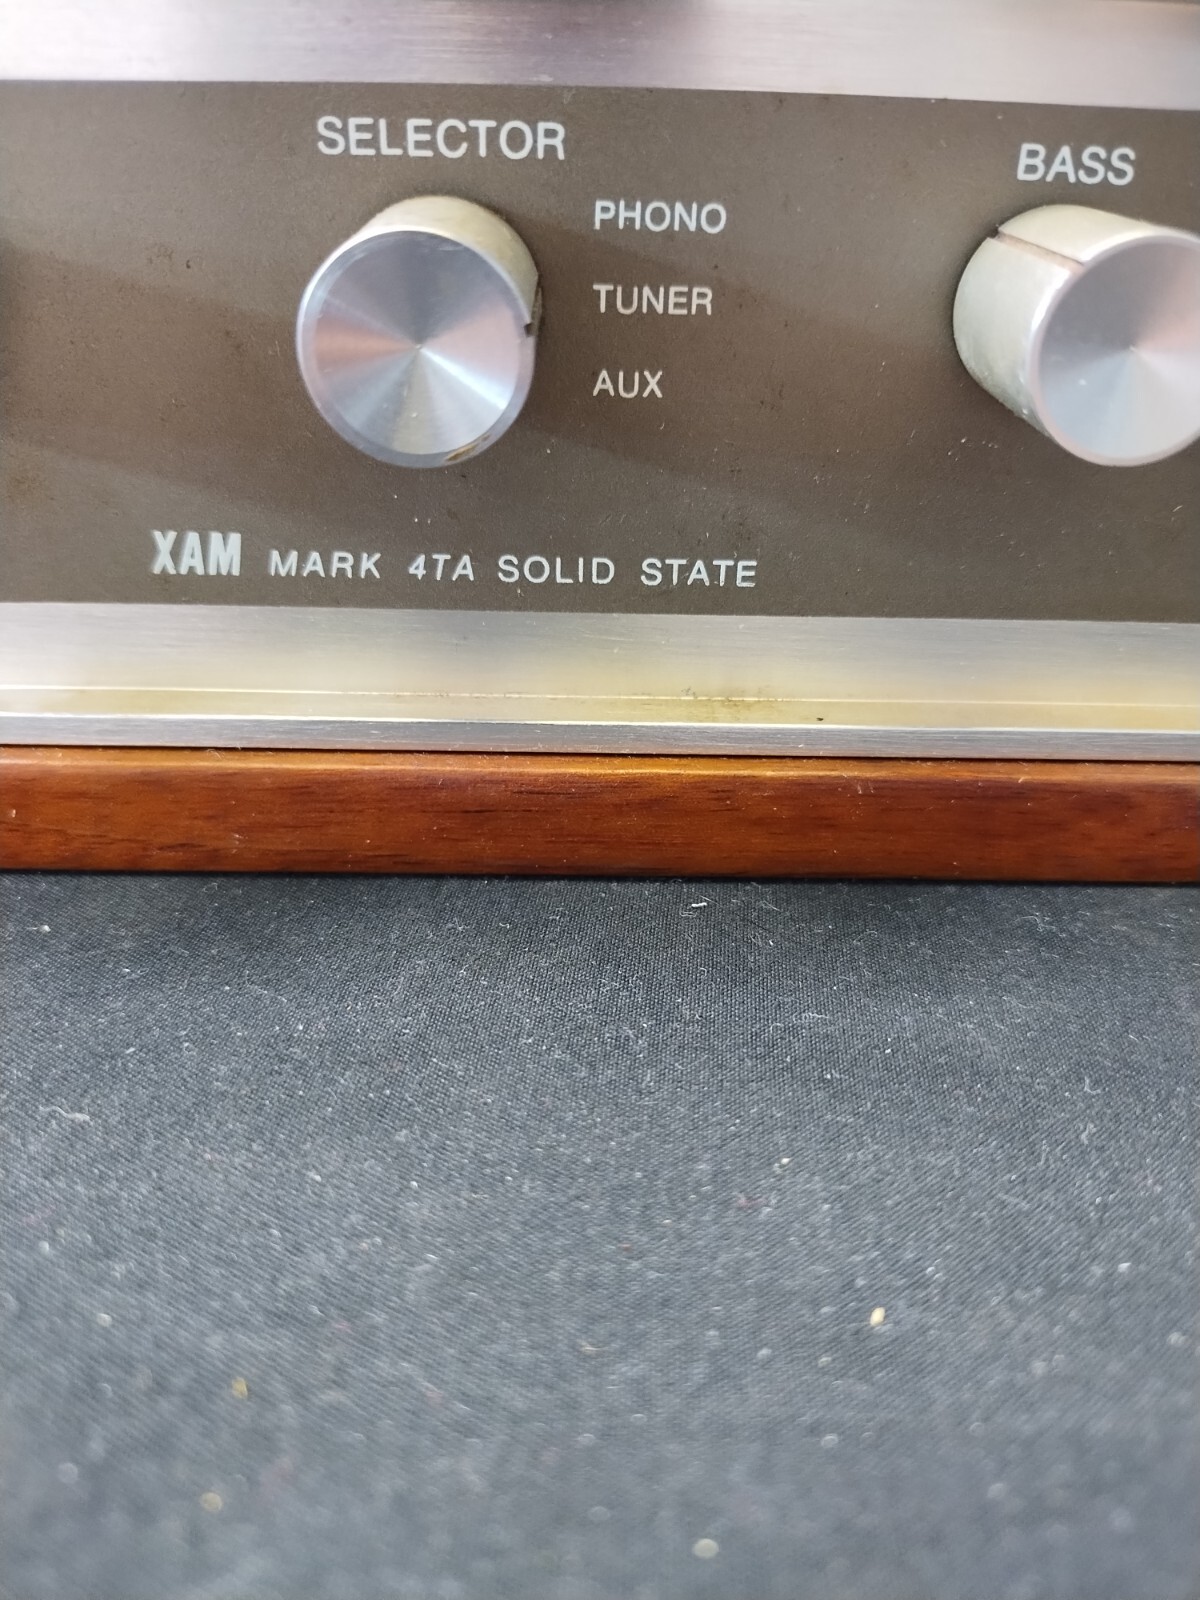 SELECTOR
PHONO
TUNER
AUX
BASS
XAM MARK 4TA SOLID STATE